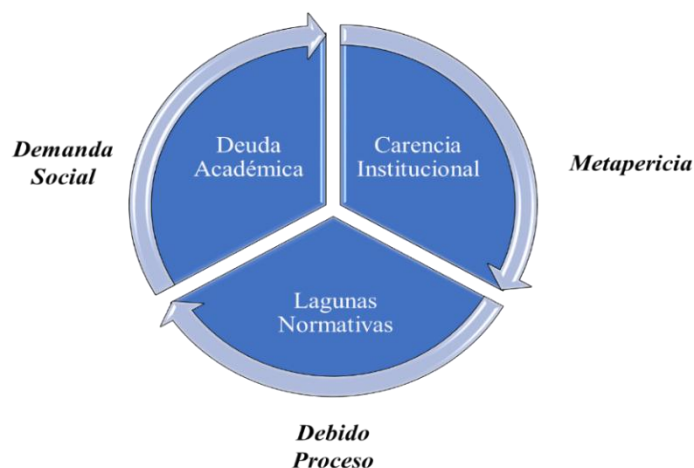 Demanda
Social
Deuda
Académica
Carencia
Institucional
Metapericia
Lagunas
Normativas
Debido
Proceso